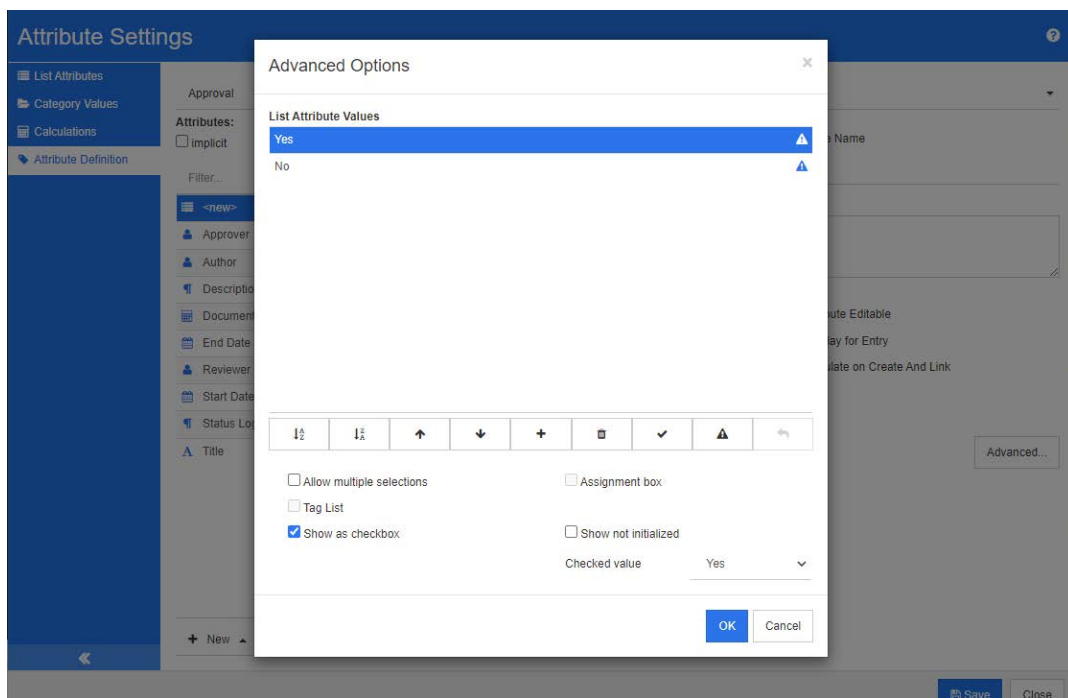 Attribute Settings
List Attributes
Category Values
Calculations
Attribute Definition
Approval
Attributes:
implicit
Filter...
<new>
Approver
Author
Descriptio
Document
End Date
Reviewer
Start Date
Status Log
A Title
+ New
Advanced Options
×
List Attribute Values
Yes
No
Allow multiple selections
Assignment box
Tag List
Show as checkbox
Show not initialized
Checked value
Yes
OK
Cancel
Name
ute Editable
ay for Entry
late on Create And Link
Advanced...
Save
Close